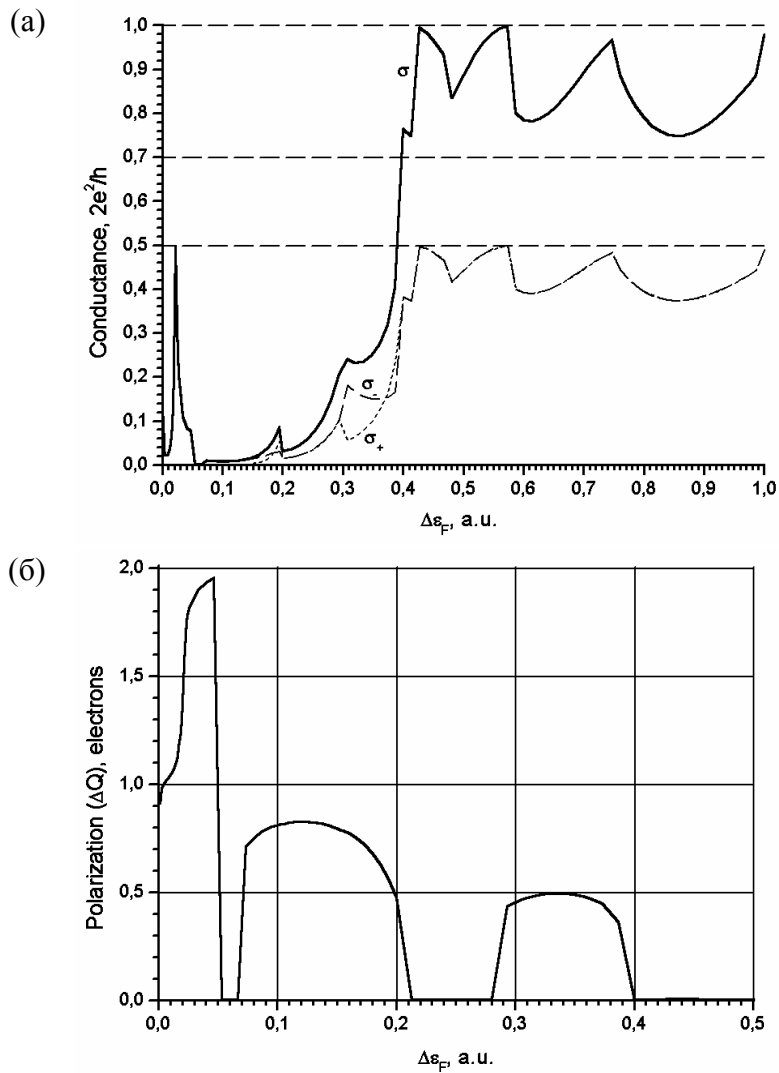 (а)
Conductance, 2e²/h
1,0
0,9
0,8
0,7
0,6
0,5
0,4
0,3
0,2
0,1
0,0
σ
σ₋
σ₊
0,0 0,1 0,2 0,3 0,4 0,5 0,6 0,7 0,8 0,9 1,0
Δε_F, a.u.
(б)
Polarization (ΔQ), electrons
2,0
1,5
1,0
0,5
0,0
0,0 0,1 0,2 0,3 0,4 0,5
Δε_F, a.u.